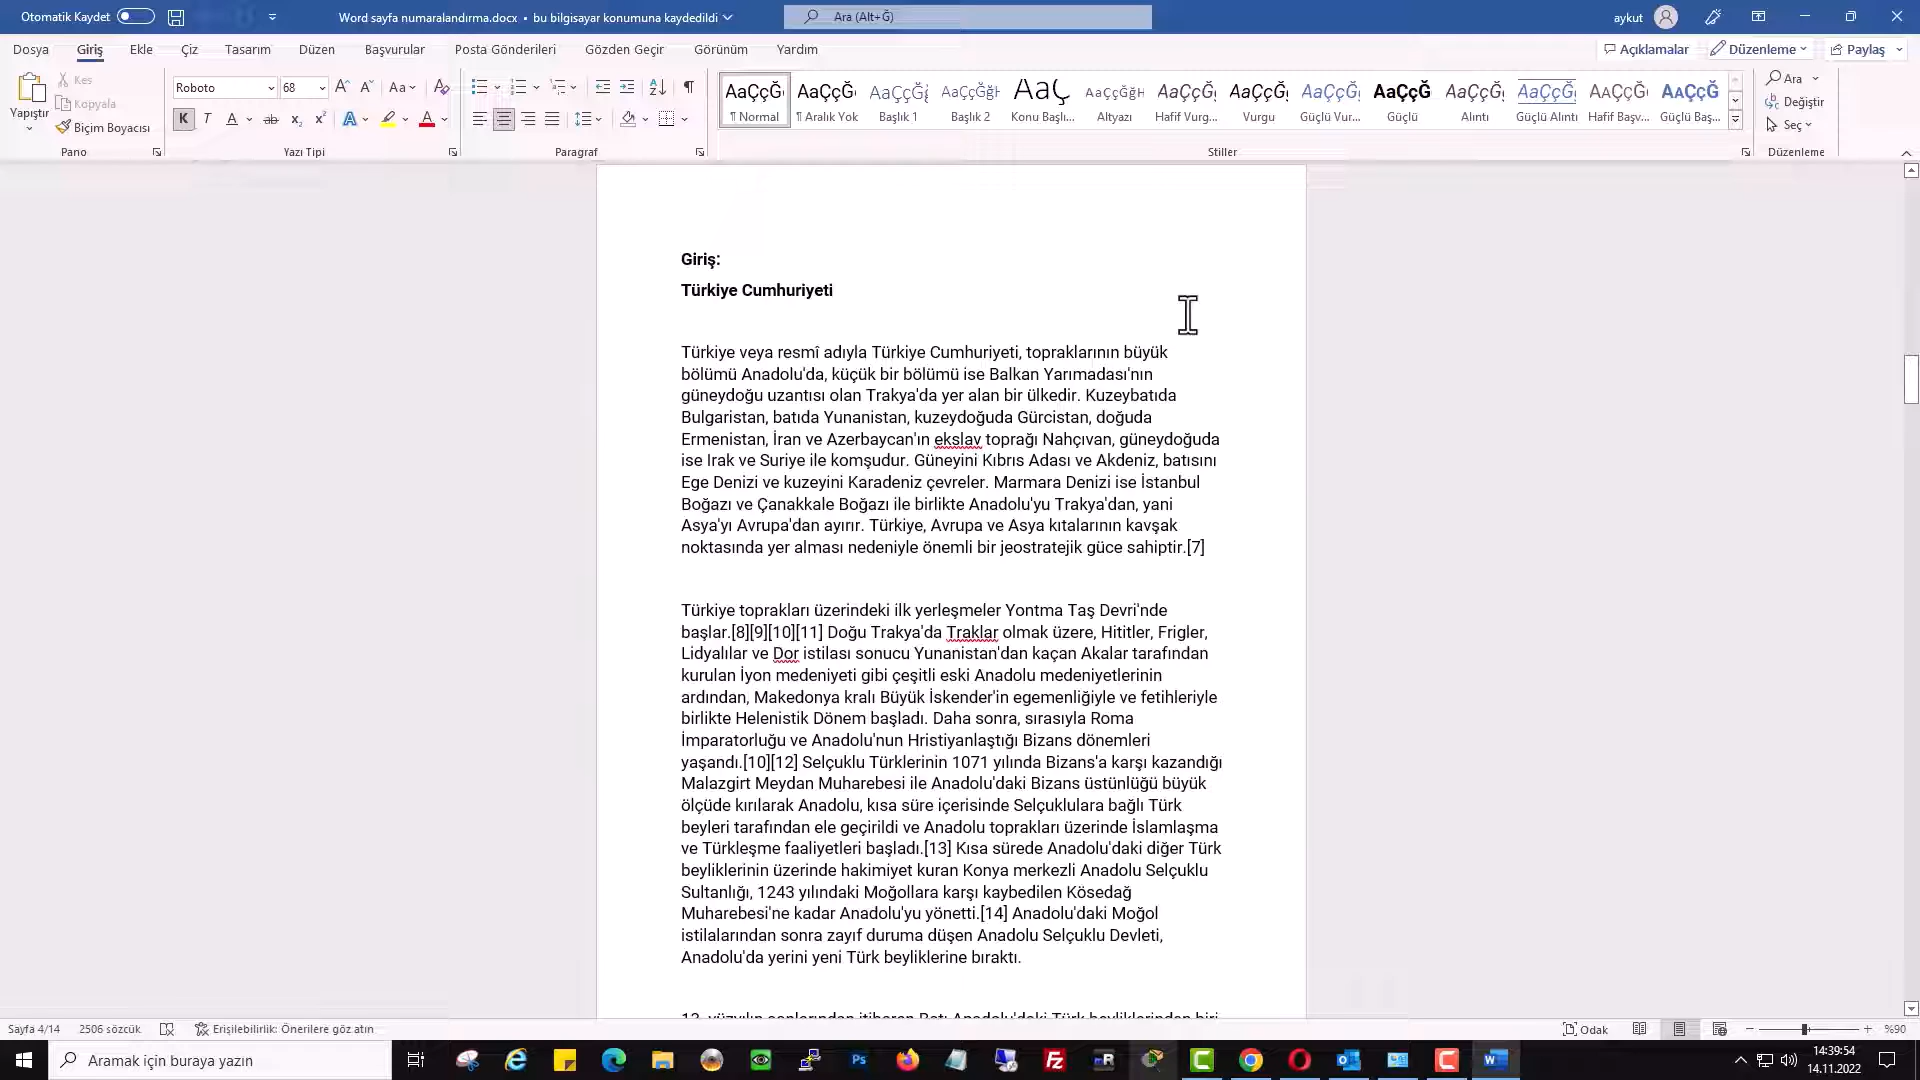 Otomatik Kaydet
Word sayfa numaralandırma.docx • bu bilgisayar konumuna kaydedildi
Ara (Alt+Ğ)
aykut
Dosya Giriş Ekle Çiz Tasarım Düzen Başvurular Posta Gönderileri Gözden Geçir Görünüm Yardım
Açıklamalar Düzenleme Paylaş
Yapıştır
Kes
Kopyala
Biçim Boyacısı
Pano
Roboto 68
Yazı Tipi
Paragraf
¶ Normal ¶ Aralık Yok Başlık 1 Başlık 2 Konu Başlı... Altyazı Hafif Vurg... Vurgu Güçlü Vur... Güçlü Alıntı Güçlü Alıntı Hafif Başv... Güçlü Baş...
Stiller
Ara
Değiştir
Seç
Düzenleme
Giriş:
Türkiye Cumhuriyeti
Türkiye veya resmî adıyla Türkiye Cumhuriyeti, topraklarının büyük
bölümü Anadolu'da, küçük bir bölümü ise Balkan Yarımadası'nın
güneydoğu uzantısı olan Trakya'da yer alan bir ülkedir. Kuzeybatıda
Bulgaristan, batıda Yunanistan, kuzeydoğuda Gürcistan, doğuda
Ermenistan, İran ve Azerbaycan'ın ekslav toprağı Nahçıvan, güneydoğuda
ise Irak ve Suriye ile komşudur. Güneyini Kıbrıs Adası ve Akdeniz, batısını
Ege Denizi ve kuzeyini Karadeniz çevreler. Marmara Denizi ise İstanbul
Boğazı ve Çanakkale Boğazı ile birlikte Anadolu'yu Trakya'dan, yani
Asya'yı Avrupa'dan ayırır. Türkiye, Avrupa ve Asya kıtalarının kavşak
noktasında yer alması nedeniyle önemli bir jeostratejik güce sahiptir.[7]
Türkiye toprakları üzerindeki ilk yerleşmeler Yontma Taş Devri'nde
başlar.[8][9][10][11] Doğu Trakya'da Traklar olmak üzere, Hititler, Frigler,
Lidyalılar ve Dor istilası sonucu Yunanistan'dan kaçan Akalar tarafından
kurulan İyon medeniyeti gibi çeşitli eski Anadolu medeniyetlerinin
ardından, Makedonya kralı Büyük İskender'in egemenliğiyle ve fetihleriyle
birlikte Helenistik Dönem başladı. Daha sonra, sırasıyla Roma
İmparatorluğu ve Anadolu'nun Hristiyanlaştığı Bizans dönemleri
yaşandı.[10][12] Selçuklu Türklerinin 1071 yılında Bizans'a karşı kazandığı
Malazgirt Meydan Muharebesi ile Anadolu'daki Bizans üstünlüğü büyük
ölçüde kırılarak Anadolu, kısa süre içerisinde Selçuklulara bağlı Türk
beyleri tarafından ele geçirildi ve Anadolu toprakları üzerinde İslamlaşma
ve Türkleşme faaliyetleri başladı.[13] Kısa sürede Anadolu'daki diğer Türk
beyliklerinin üzerinde hakimiyet kuran Konya merkezli Anadolu Selçuklu
Sultanlığı, 1243 yılındaki Moğollara karşı kaybedilen Kösedağ
Muharebesi'ne kadar Anadolu'yu yönetti.[14] Anadolu'daki Moğol
istilalarından sonra zayıf duruma düşen Anadolu Selçuklu Devleti,
Anadolu'da yerini yeni Türk beyliklerine bıraktı.
13. yüzyılın sonlarından itibaren Batı Anadolu'daki Türk beyliklerinden biri
Sayfa 4/14 2506 sözcük Erişilebilirlik: Önerilere göz atın
Odak
%90
Aramak için buraya yazın
14:39:54
14.11.2022